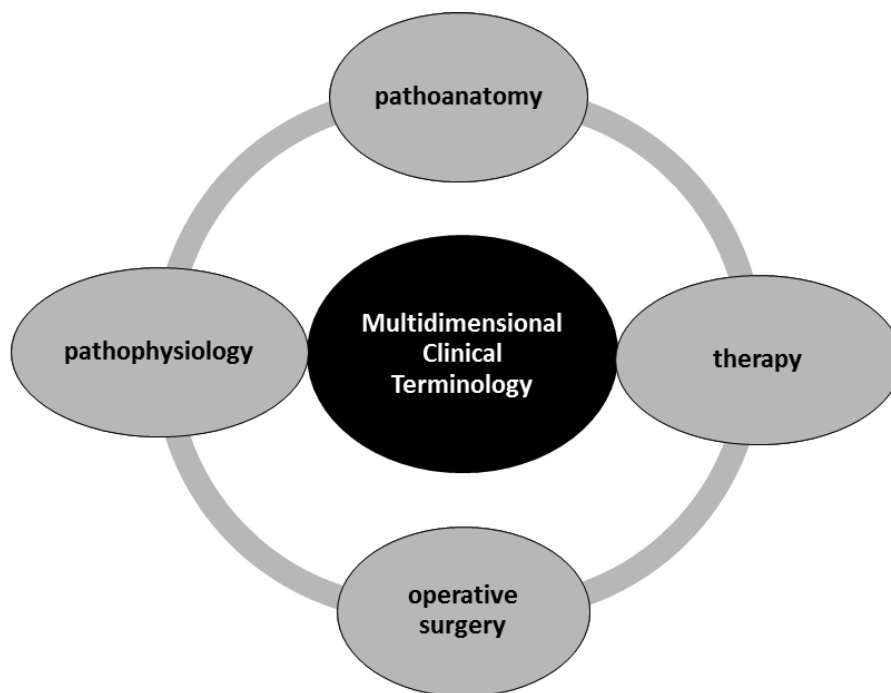 pathoanatomy
Multidimensional
Clinical
Terminology
pathophysiology
therapy
operative
surgery